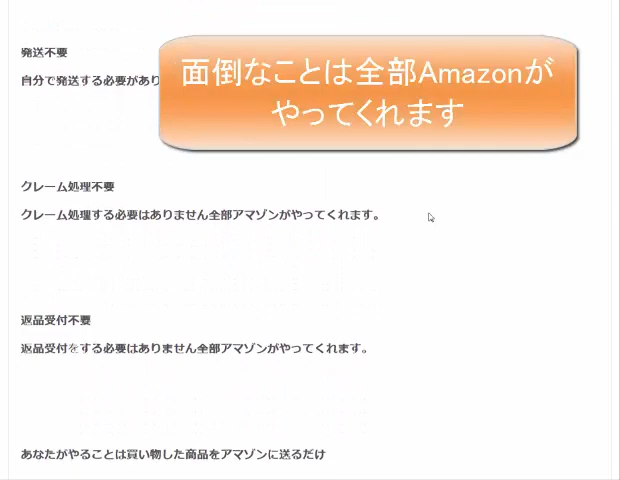 発送不要
自分で発送する必要があり
面倒なことは全部Amazonが
やってくれます
クレーム処理不要
クレーム処理する必要はありません全部アマゾンがやってくれます。
返品受付不要
返品受付をする必要はありません全部アマゾンがやってくれます。
あなたがやることは買い物した商品をアマゾンに送るだけ